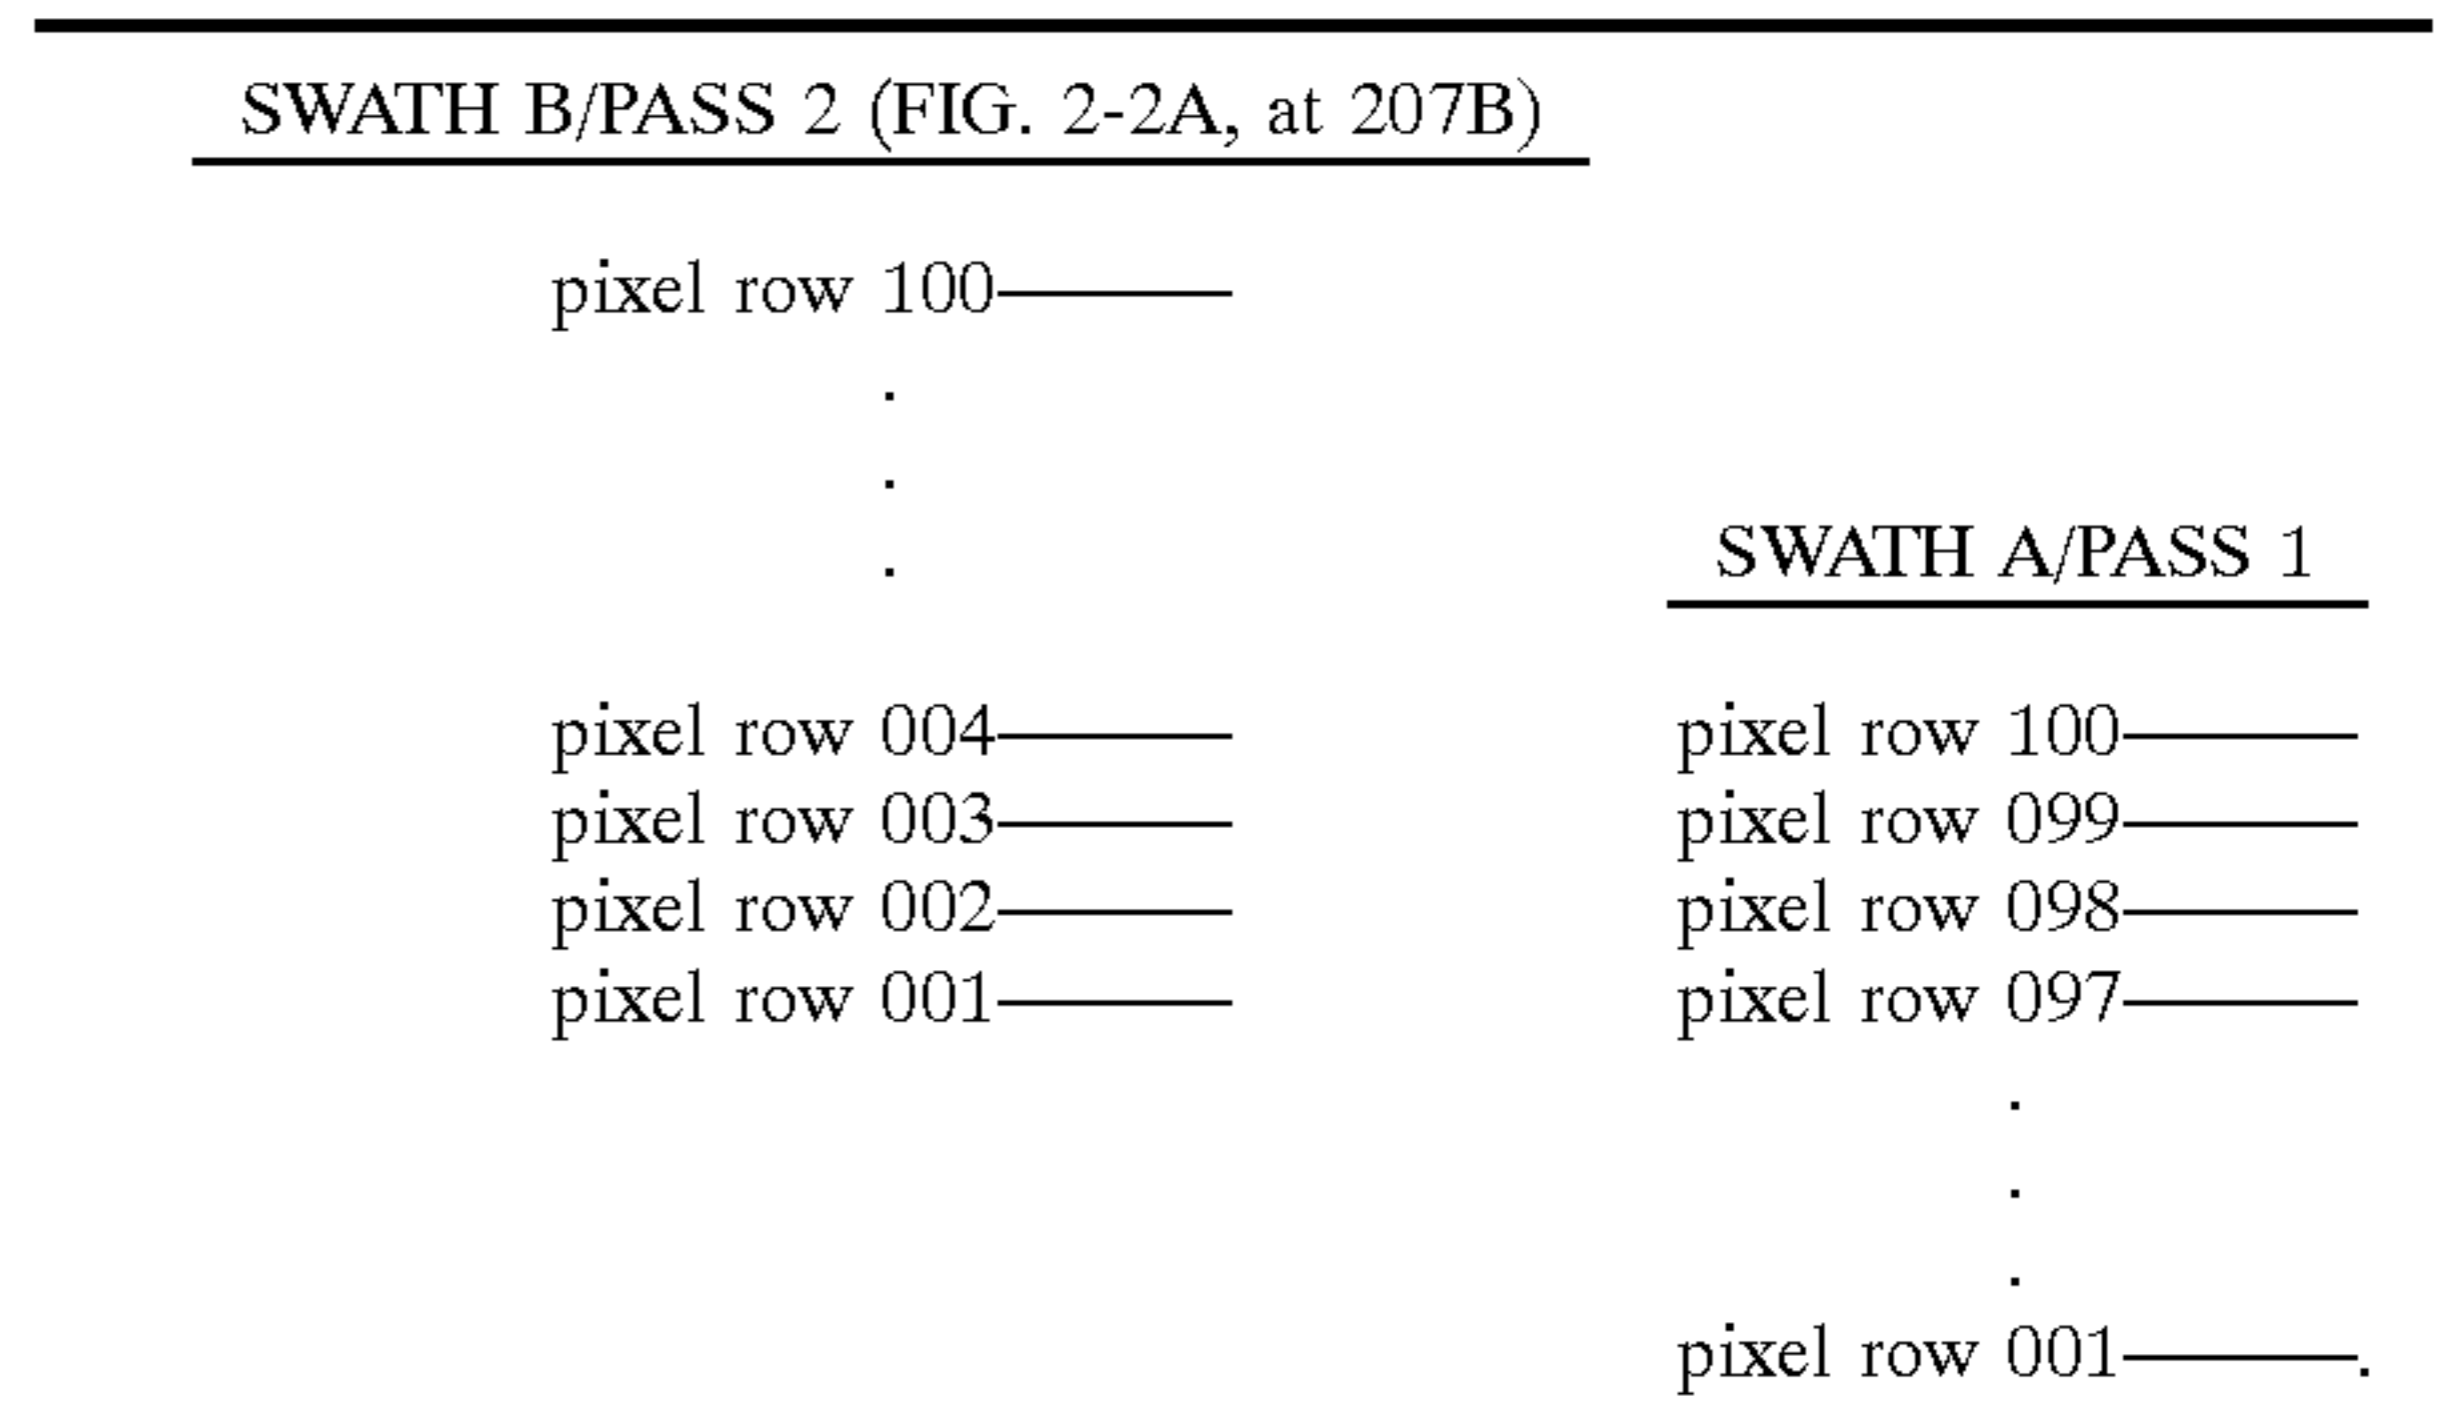 SWATH B/PASS 2 (FIG. 2-2A, at 207B)
pixel row 100———
.
.
. SWATH A/PASS 1
pixel row 004——— pixel row 100———
pixel row 003——— pixel row 099———
pixel row 002——— pixel row 098———
pixel row 001——— pixel row 097———
.
.
.
pixel row 001———.